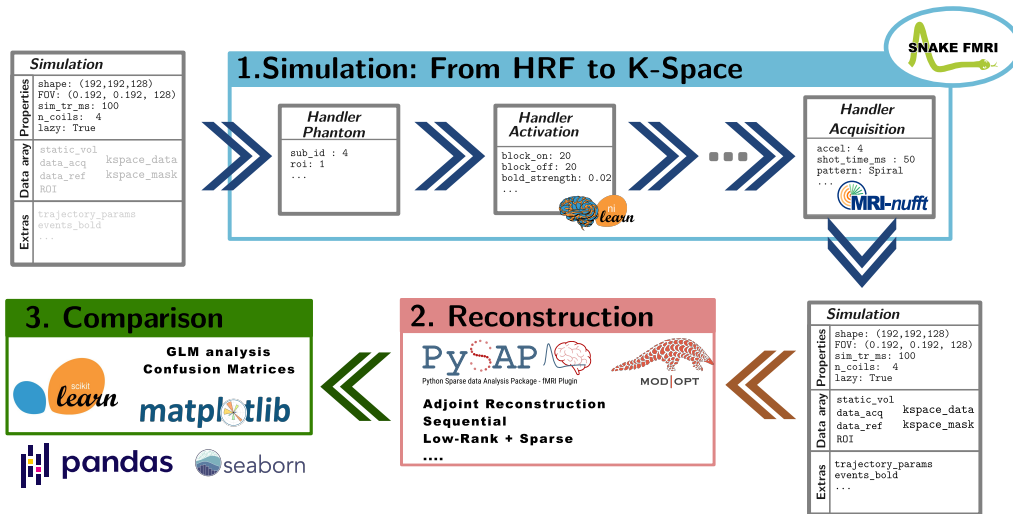 SNAKE FMRI
Simulation
Properties
shape: (192,192,128)
FOV: (0.192, 0.192, 128)
sim_tr_ms: 100
n_coils: 4
lazy: True
Data aray
static_vol
data_acq
data_ref
ROI
kspace_data
kspace_mask
Extras
trajectory_params
events_bold
...
1.Simulation: From HRF to K-Space
Handler
Phantom
sub_id : 4
roi: 1
...
Handler
Activation
block_on: 20
block_off: 20
bold_strength: 0.02
...
ni
learn
Handler
Acquisition
accel: 4
shot_time_ms : 50
pattern: Spiral
...
MRI-nufft
Simulation
Properties
shape: (192,192,128)
FOV: (0.192, 0.192, 128)
sim_tr_ms: 100
n_coils: 4
lazy: True
Data aray
static_vol
data_acq
data_ref
ROI
kspace_data
kspace_mask
Extras
trajectory_params
events_bold
...
2. Reconstruction
PySAP
Python Sparse data Analysis Package - fMRI Plugin
MOD|OPT
Adjoint Reconstruction
Sequential
Low-Rank + Sparse
....
3. Comparison
GLM analysis
Confusion Matrices
scikit
learn
matplotlib
pandas
seaborn